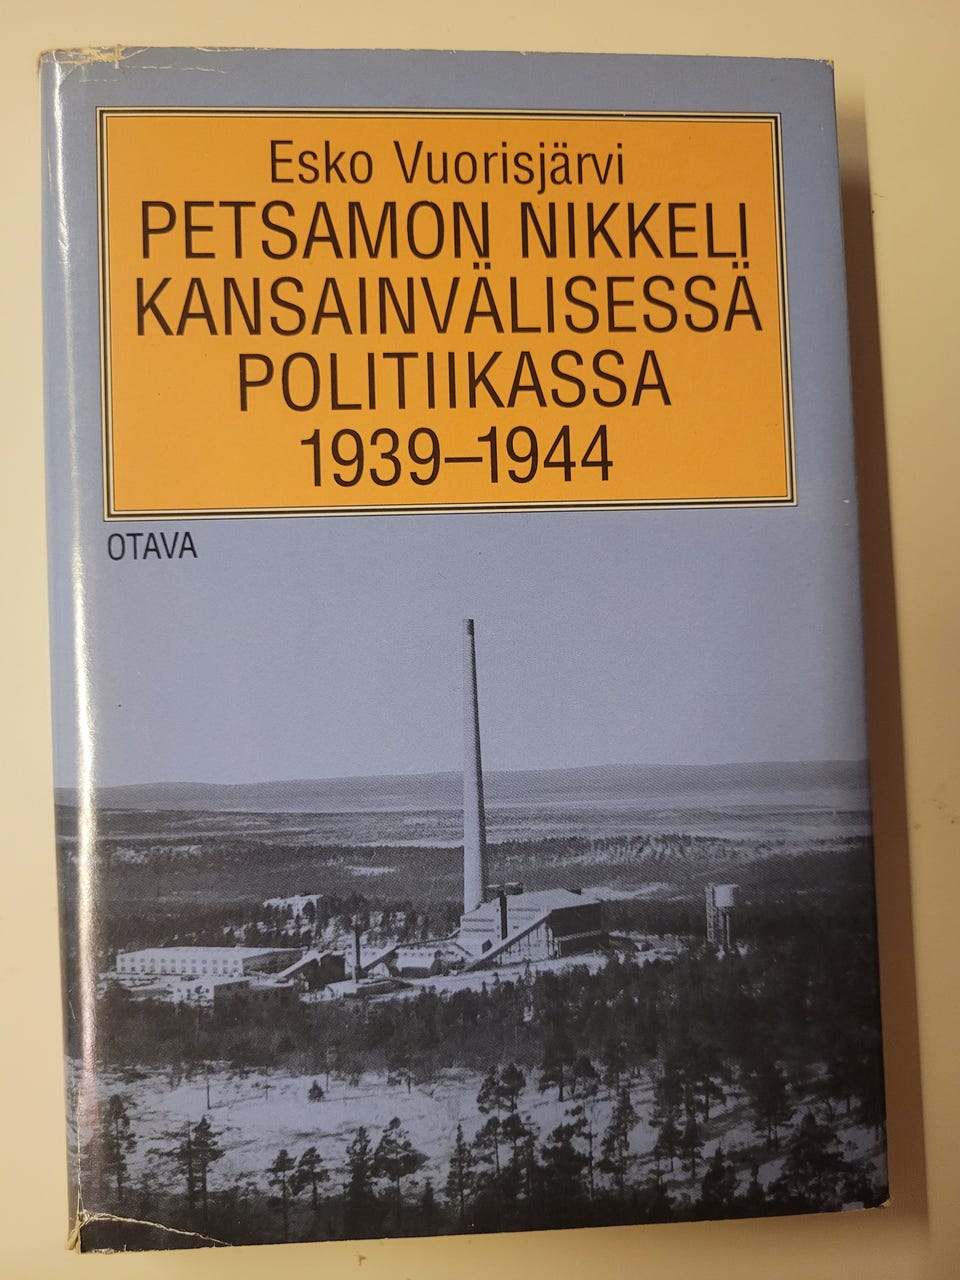 Esko Vuorisjärvi
PETSAMON NIKKELI
KANSAINVÄLISESSÄ
POLITIIKASSA
1939–1944
OTAVA